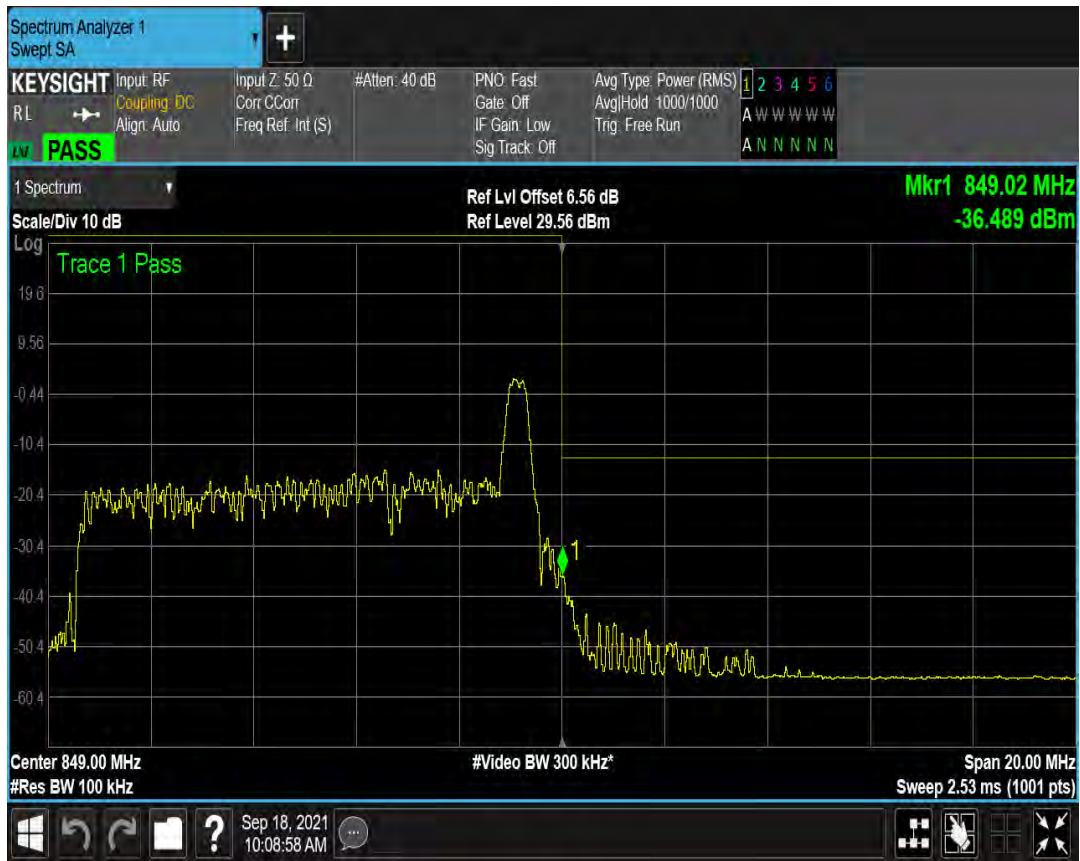 Spectrum Analyzer 1
Swept SA
+
KEYSIGHT Input: RF Input Z: 50 Ω #Atten: 40 dB PNO: Fast Avg Type: Power (RMS) 1 2 3 4 5 6
RL Coupling: DC Corr CCorr Gate: Off Avg|Hold: 1000/1000 A W W W W W
Align: Auto Freq Ref: Int (S) IF Gain: Low Trig: Free Run
PASS Sig Track: Off A N N N N N
1 Spectrum Ref Lvl Offset 6.56 dB Mkr1 849.02 MHz
Scale/Div 10 dB Ref Level 29.56 dBm -36.489 dBm
Log
Trace 1 Pass
19.6
9.56
-0.44
-10.4
-20.4
-30.4
1
-40.4
-50.4
-60.4
Center 849.00 MHz #Video BW 300 kHz* Span 20.00 MHz
#Res BW 100 kHz Sweep 2.53 ms (1001 pts)
? Sep 18, 2021
10:08:58 AM